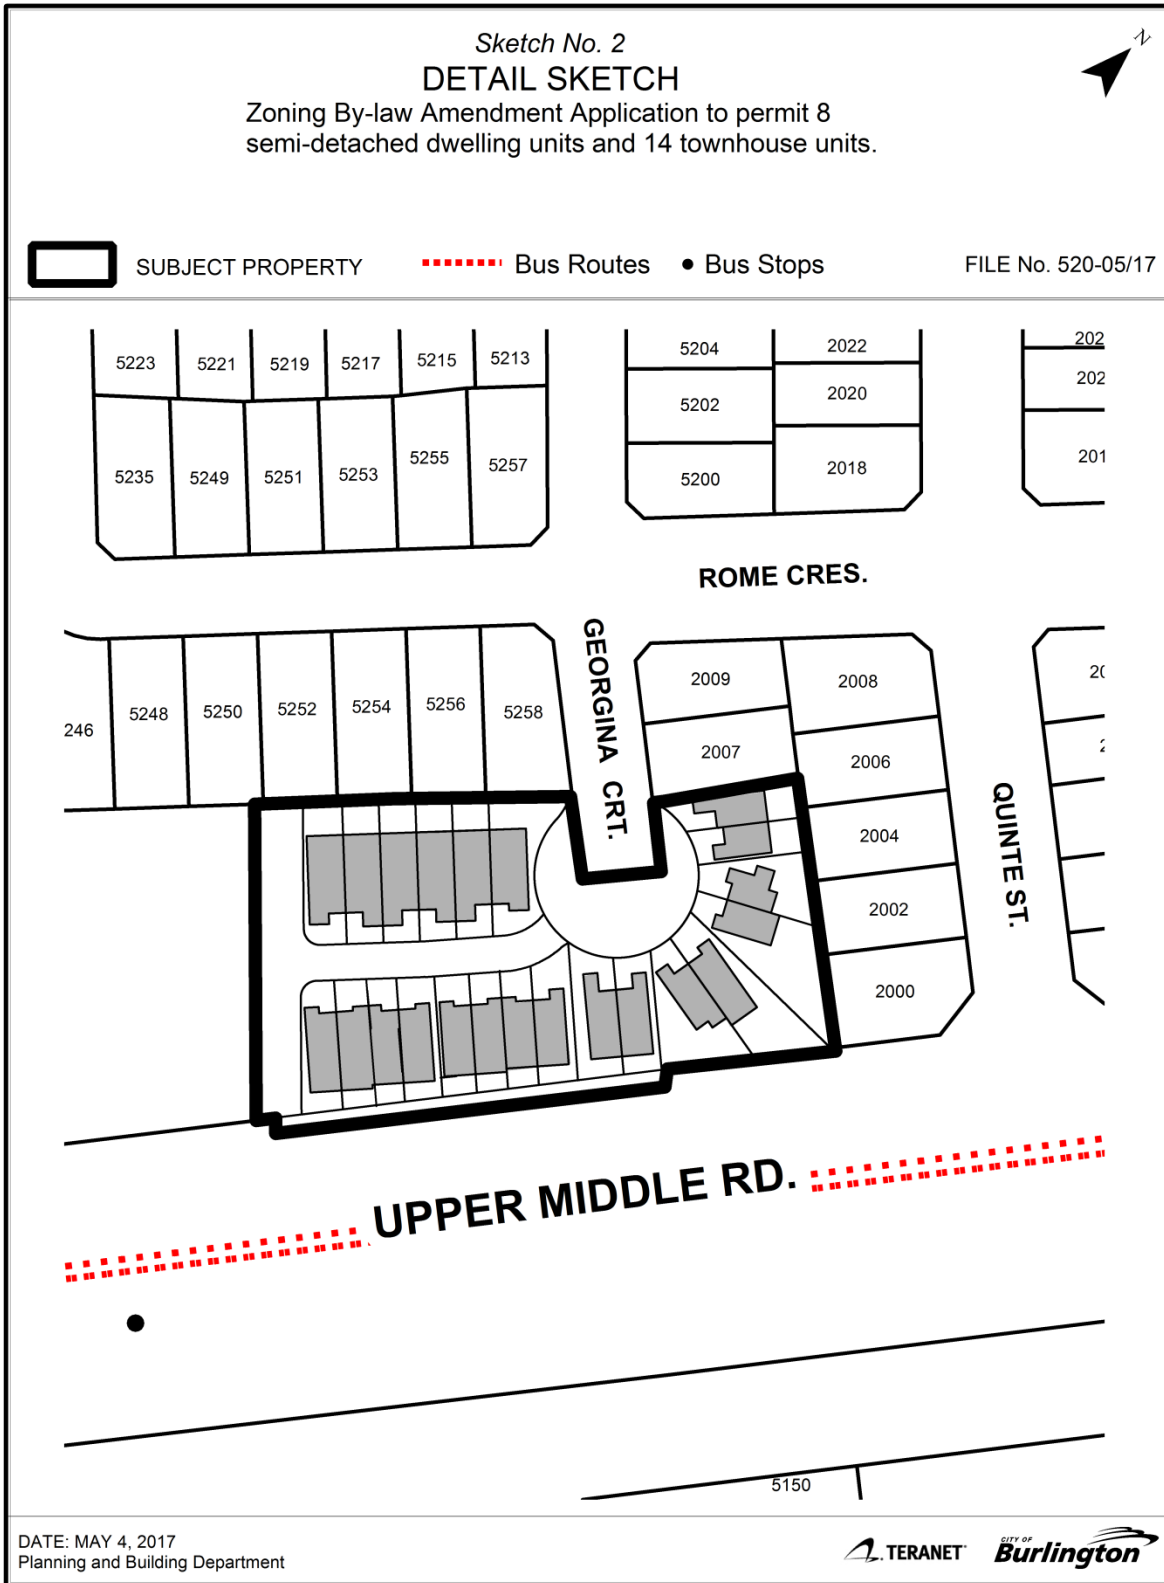 Sketch No. 2
N
DETAIL SKETCH
Zoning By-law Amendment Application to permit 8
semi-detached dwelling units and 14 townhouse units.
SUBJECT PROPERTY Bus Routes Bus Stops FILE No. 520-05/17
5223 5221 5219 5217 5215 5213 5204 2022 202
5202 2020 202
5235 5249 5251 5253 5255 5257 5200 2018 201
ROME CRES.
GEORGINA CRT.
246 5248 5250 5252 5254 5256 5258 2009 2008
2007 2006
2004
2002
2000
QUINTE ST.
UPPER MIDDLE RD.
5150
DATE: MAY 4, 2017
Planning and Building Department
TERANET
CITY OF
Burlington